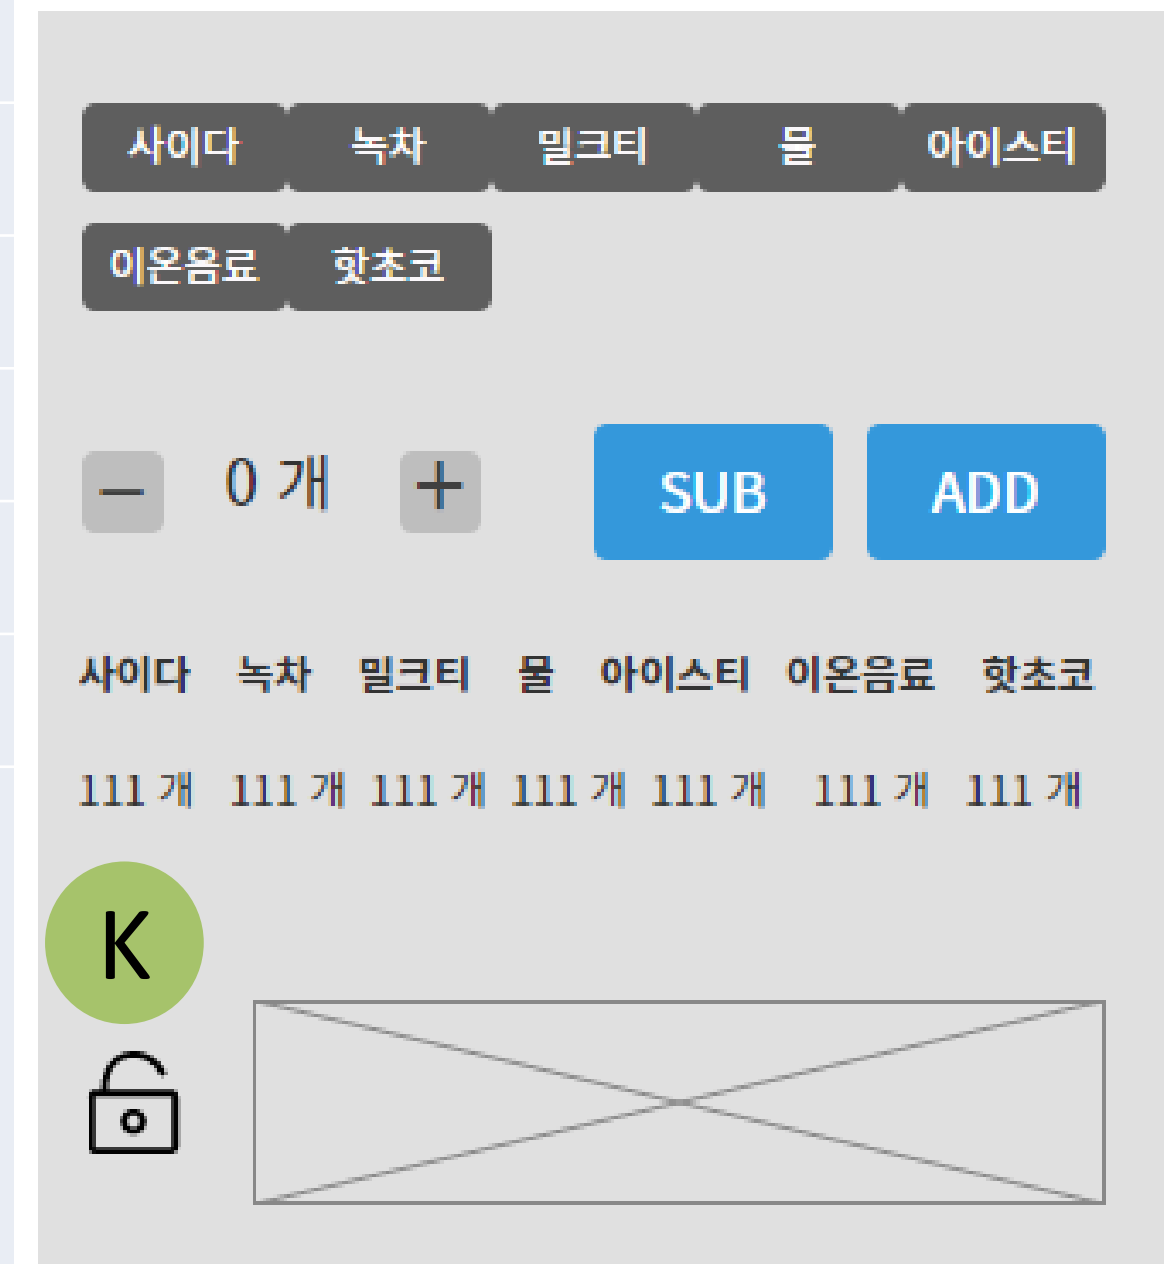 사이다 녹차 밀크티 물 아이스티
이온음료 핫초코
− 0 개 + SUB ADD
사이다 녹차 밀크티 물 아이스티 이온음료 핫초코
111 개 111 개 111 개 111 개 111 개 111 개 111 개
K